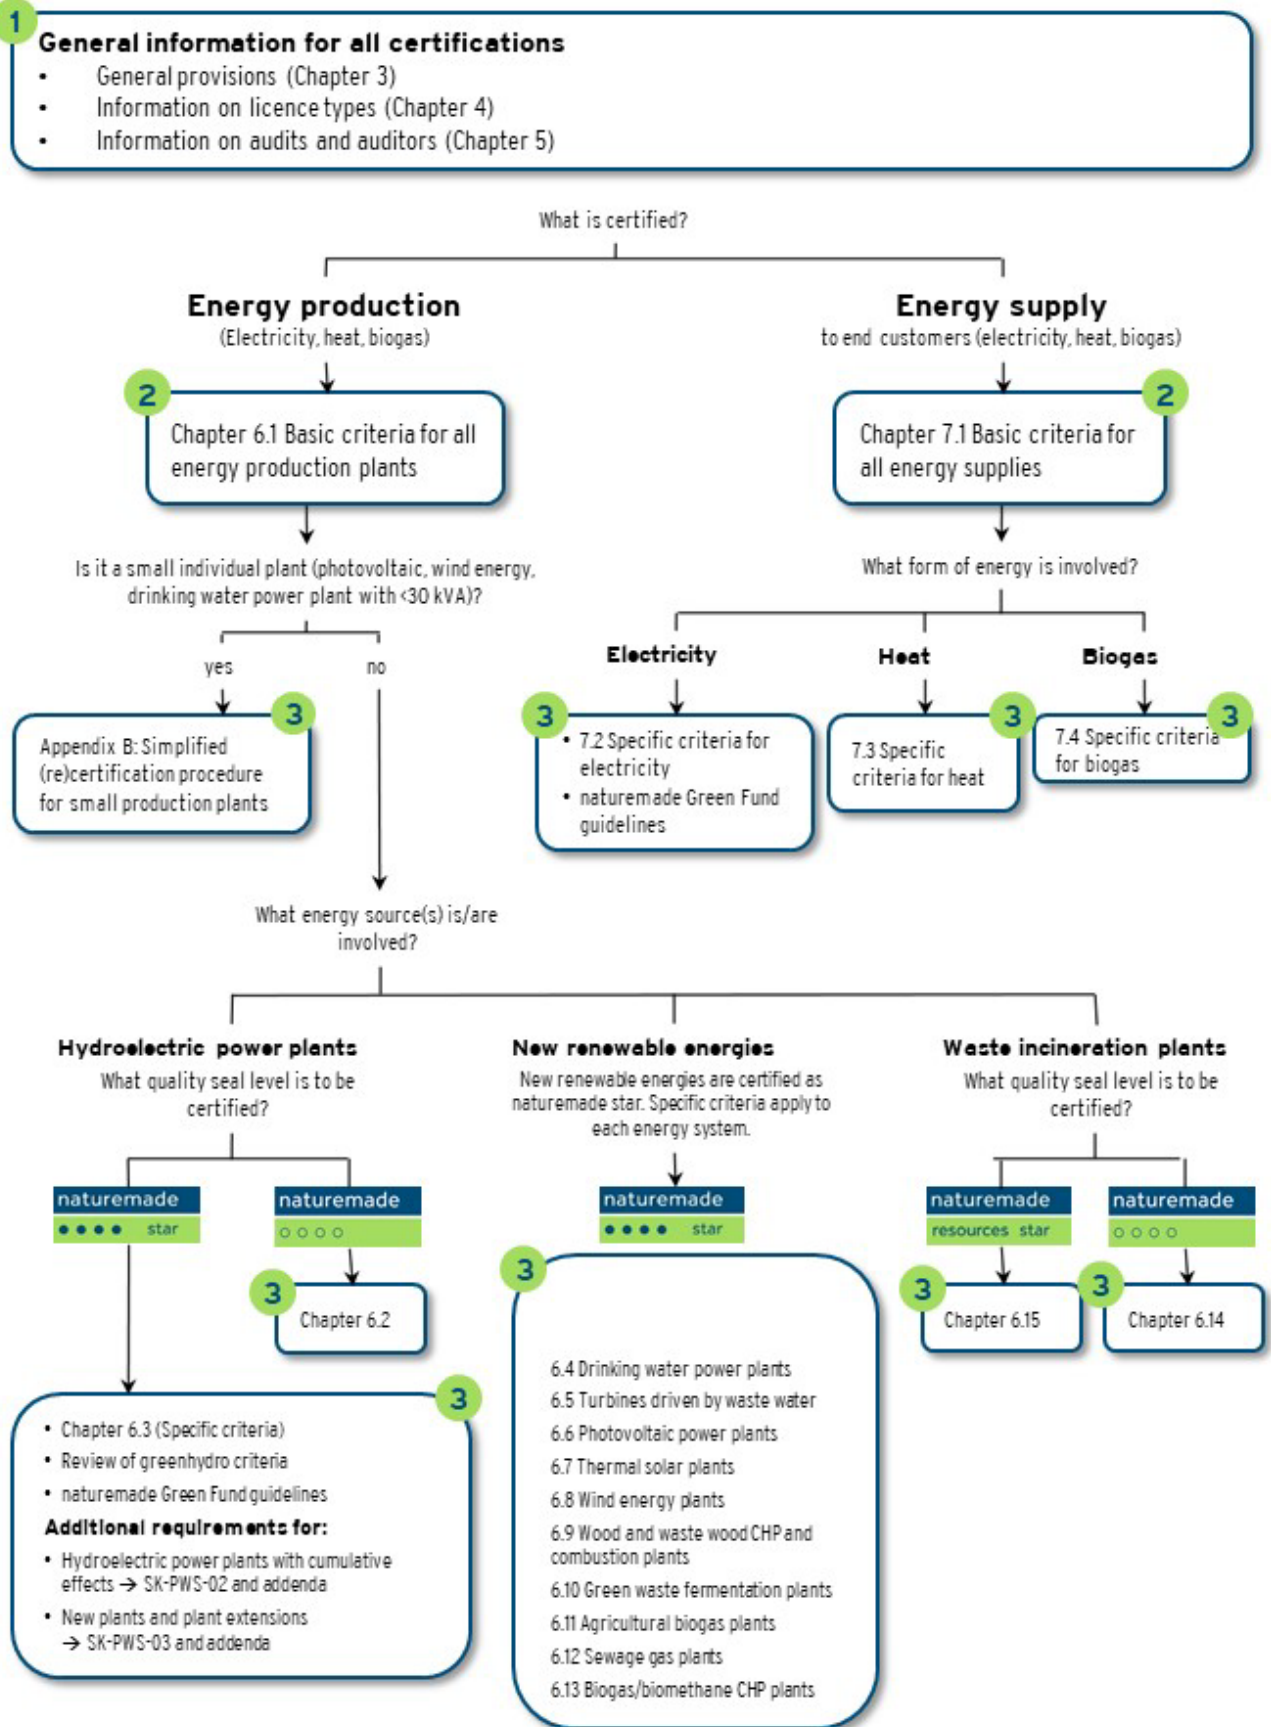 1
General information for all certifications
• General provisions (Chapter 3)
• Information on licence types (Chapter 4)
• Information on audits and auditors (Chapter 5)
What is certified?
Energy production
(Electricity, heat, biogas)
Energy supply
to end customers (electricity, heat, biogas)
2
Chapter 6.1 Basic criteria for all
energy production plants
2
Chapter 7.1 Basic criteria for
all energy supplies
Is it a small individual plant (photovoltaic, wind energy,
drinking water power plant with <30 kVA)?
What form of energy is involved?
yes
no
Electricity
Heat
Biogas
3
Appendix B: Simplified
(re)certification procedure
for small production plants
3
• 7.2 Specific criteria for
electricity
• naturemade Green Fund
guidelines
3
7.3 Specific
criteria for heat
3
7.4 Specific criteria
for biogas
What energy source(s) is/are
involved?
Hydroelectric power plants
What quality seal level is to be
certified?
New renewable energies
New renewable energies are certified as
naturemade star. Specific criteria apply to
each energy system.
Waste incineration plants
What quality seal level is to be
certified?
naturemade
star
naturemade
naturemade
star
naturemade
resources star
naturemade
3
Chapter 6.2
3
Chapter 6.15
3
Chapter 6.14
3
• Chapter 6.3 (Specific criteria)
• Review of greenhydro criteria
• naturemade Green Fund guidelines
Additional requirements for:
• Hydroelectric power plants with cumulative
effects → SK-PWS-02 and addenda
• New plants and plant extensions
→ SK-PWS-03 and addenda
3
6.4 Drinking water power plants
6.5 Turbines driven by waste water
6.6 Photovoltaic power plants
6.7 Thermal solar plants
6.8 Wind energy plants
6.9 Wood and waste wood CHP and
combustion plants
6.10 Green waste fermentation plants
6.11 Agricultural biogas plants
6.12 Sewage gas plants
6.13 Biogas/biomethane CHP plants